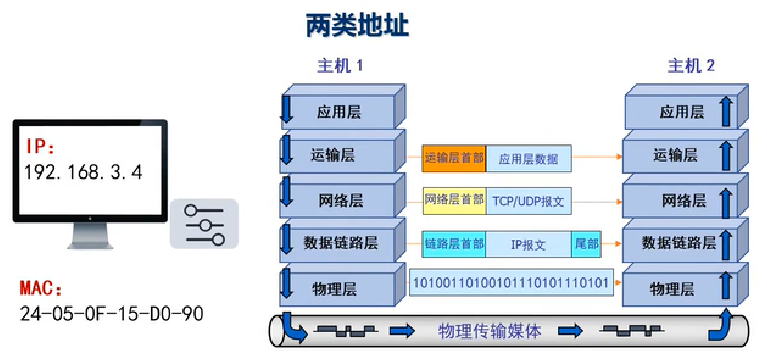 两类地址
主机 1
主机 2
IP:
192.168.3.4
MAC:
24-05-0F-15-D0-90
应用层
应用层
运输层
运输层首部 应用层数据
运输层
网络层
网络层首部 TCP/UDP报文
网络层
数据链路层
链路层首部 IP报文 尾部
数据链路层
物理层
10100110100101110101110101
物理层
物理传输媒体